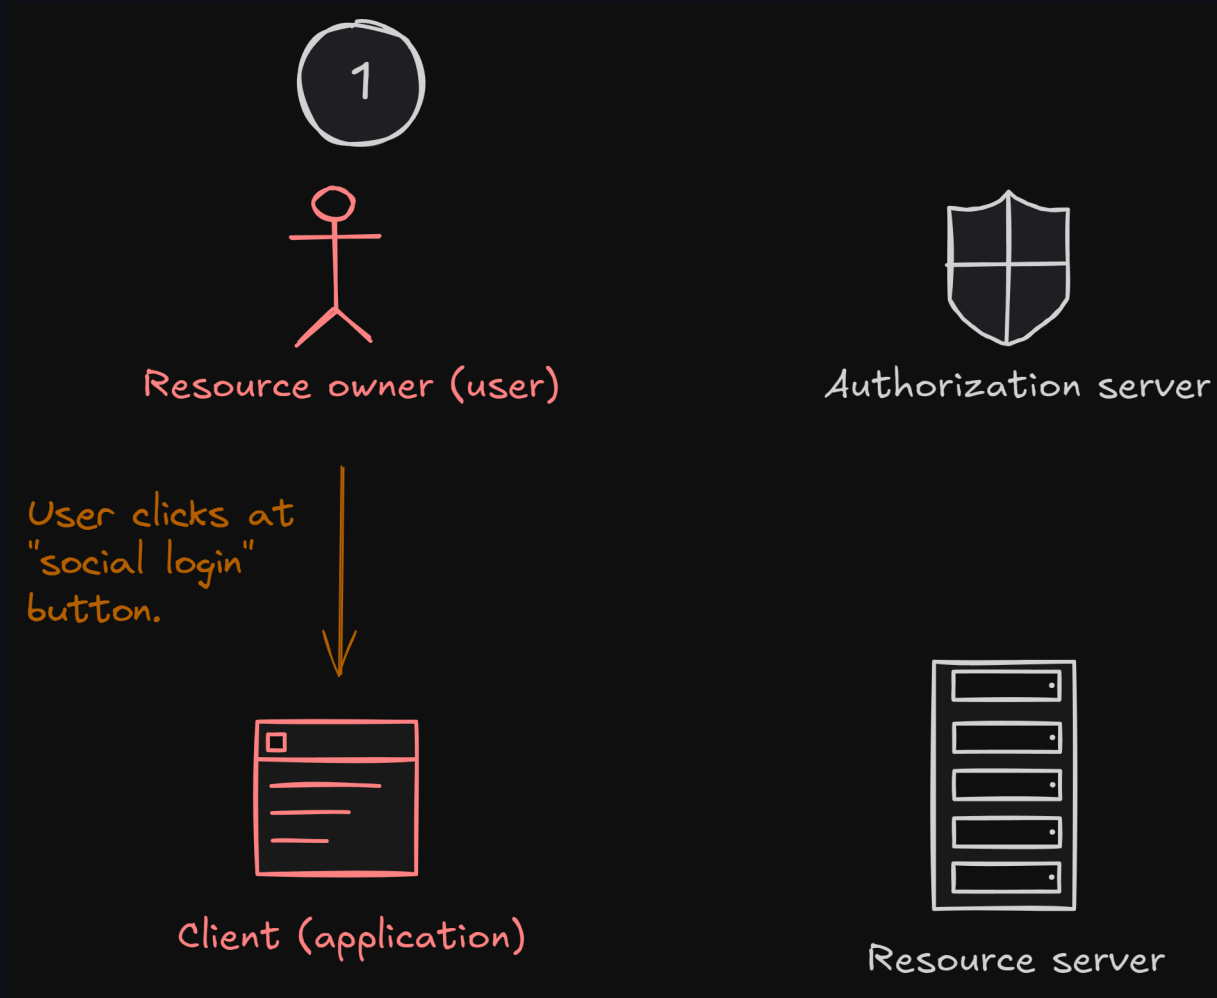 1
Resource owner (user)
Authorization server
User clicks at
"social login"
button.
Client (application)
Resource server